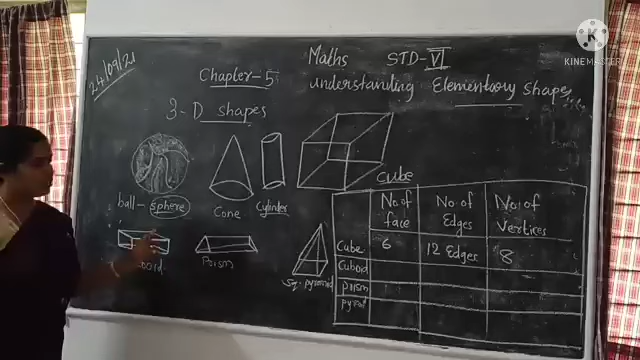 24/09/21
Maths STD-VI
Chapter-5 understanding Elementary Shapes
3-D shapes
Cube
ball-sphere Cone Cylinder
Prism
Sq. pyramid
No. of face No. of Edges No. of Vertices
Cube 6 12 Edges 8
Cuboid
Prism
KINEMASTER